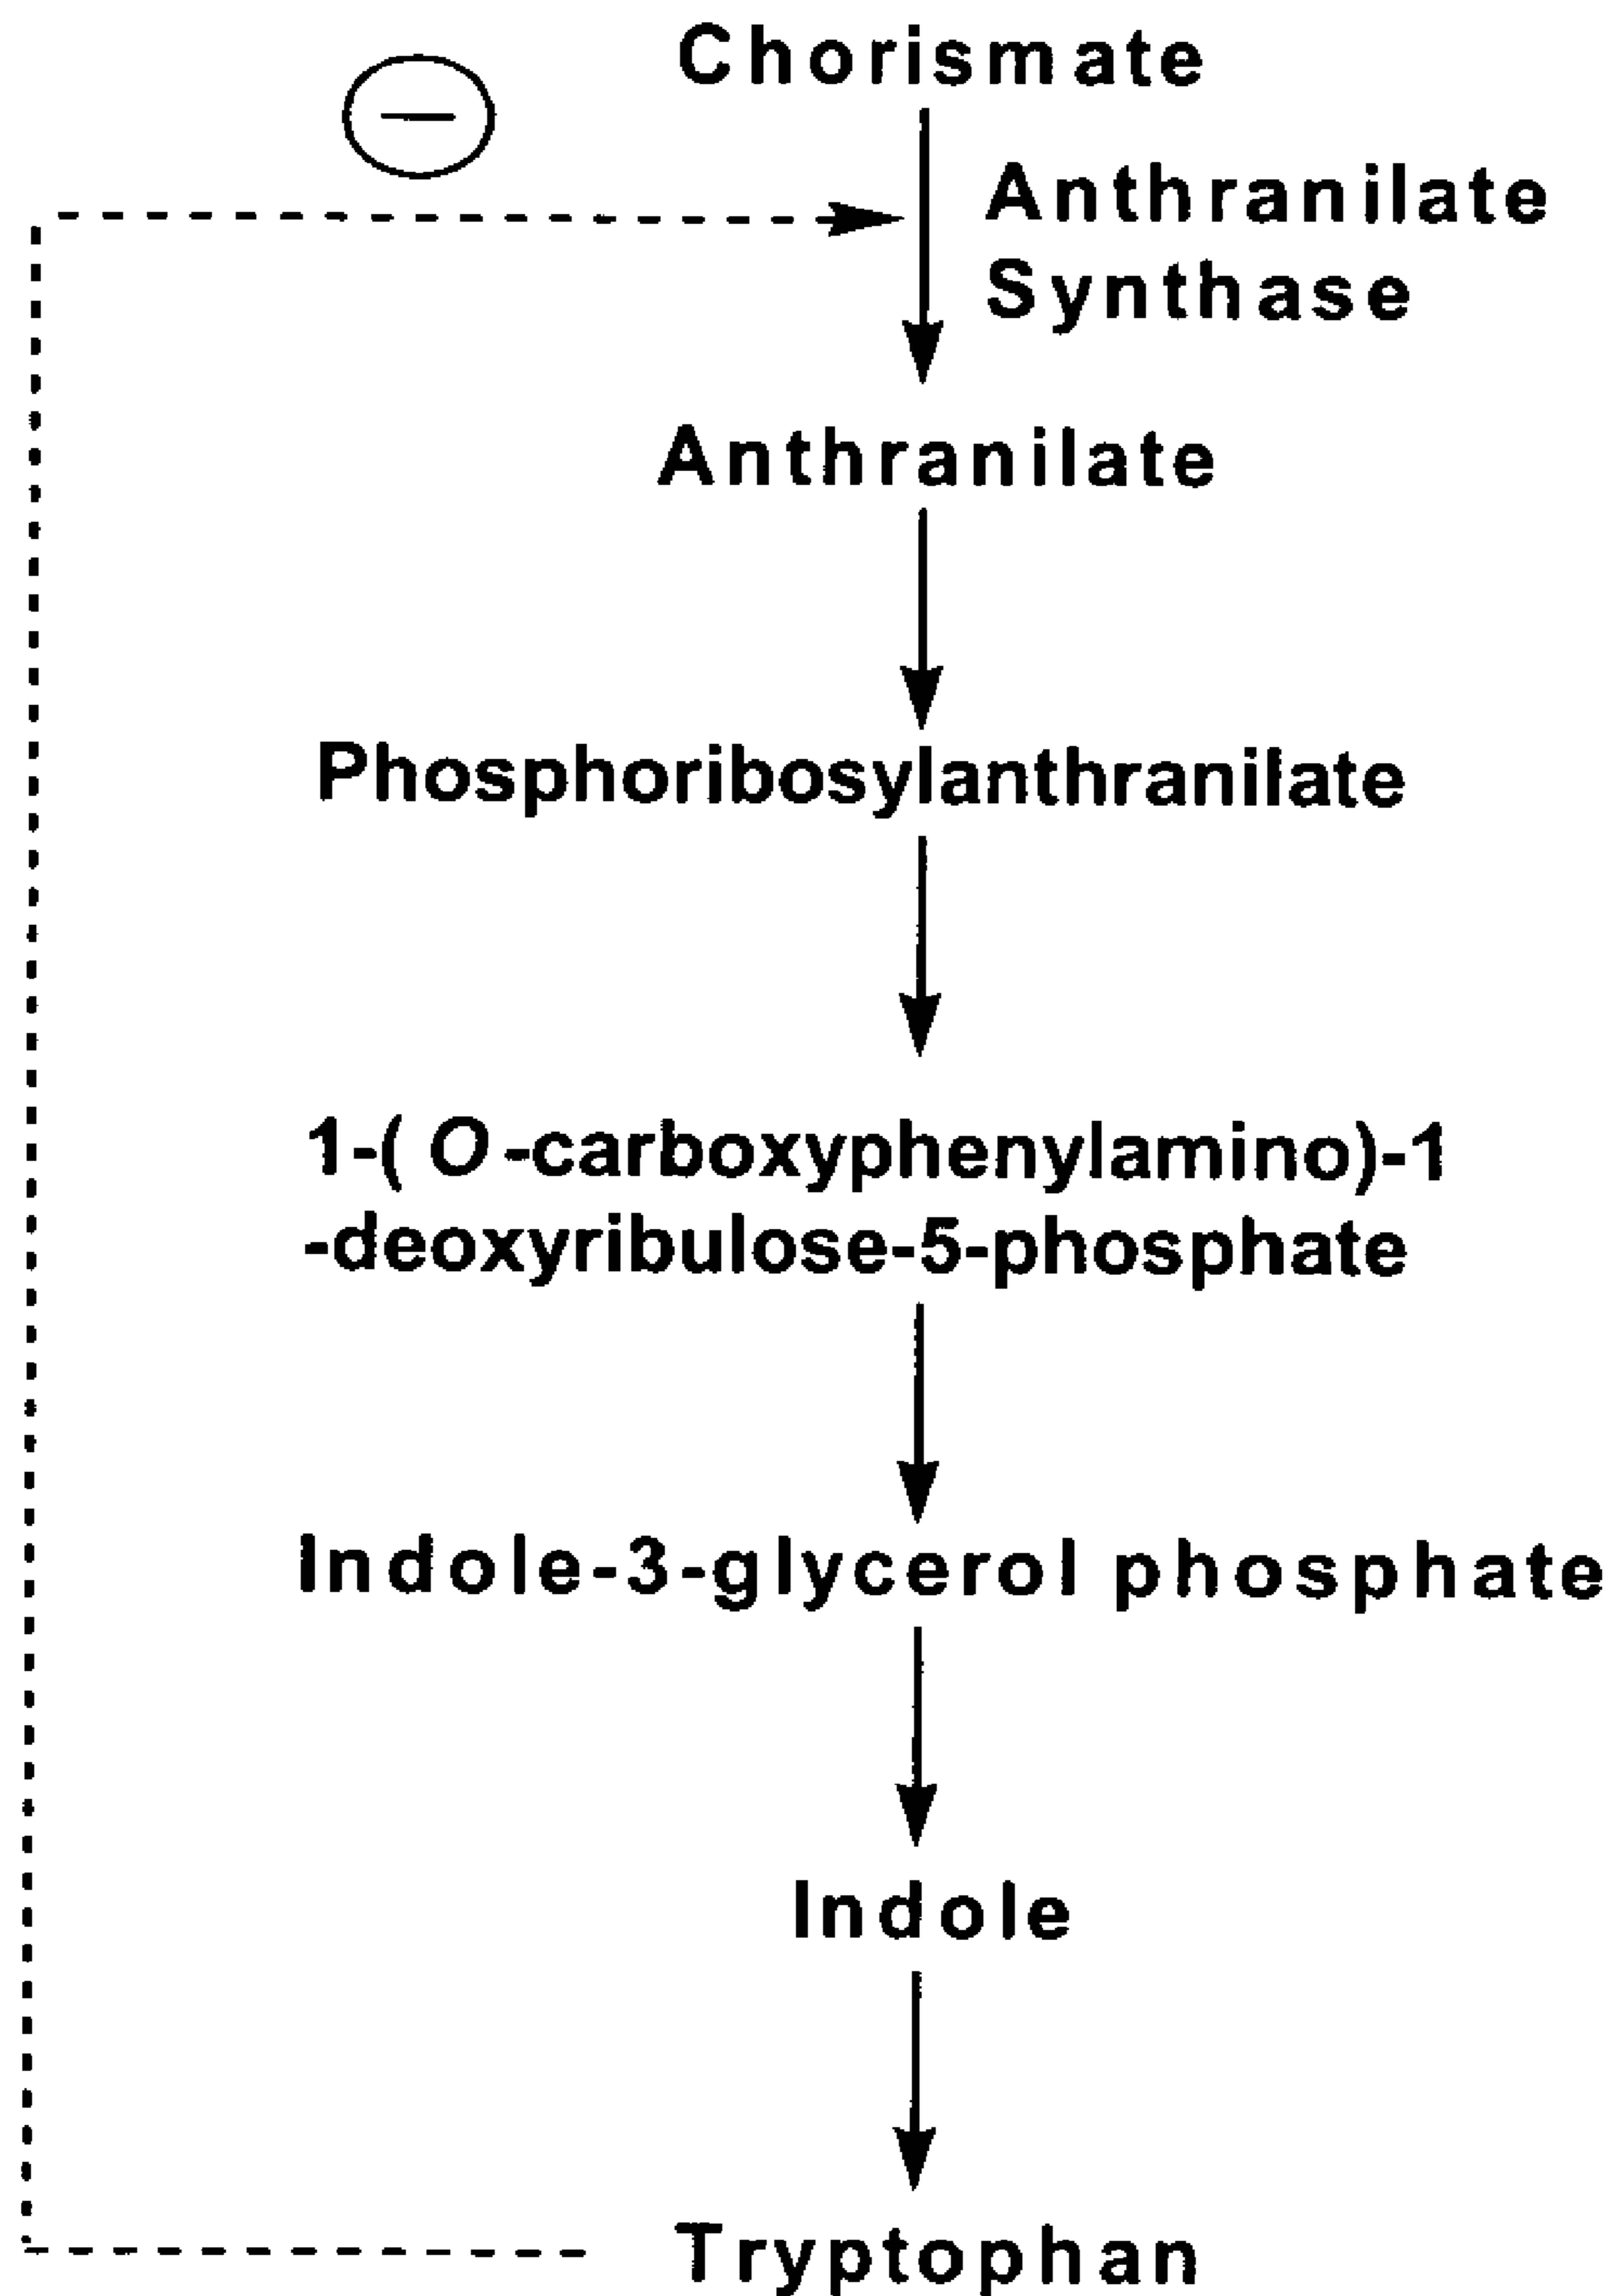 Chorismate
Anthranilate
Synthase
Anthranilate
Phosphoribosylanthranilate
1-(O-carboxyphenylamino)-1
-deoxyribulose-5-phosphate
Indole-3-glycerol phosphate
Indole
Tryptophan